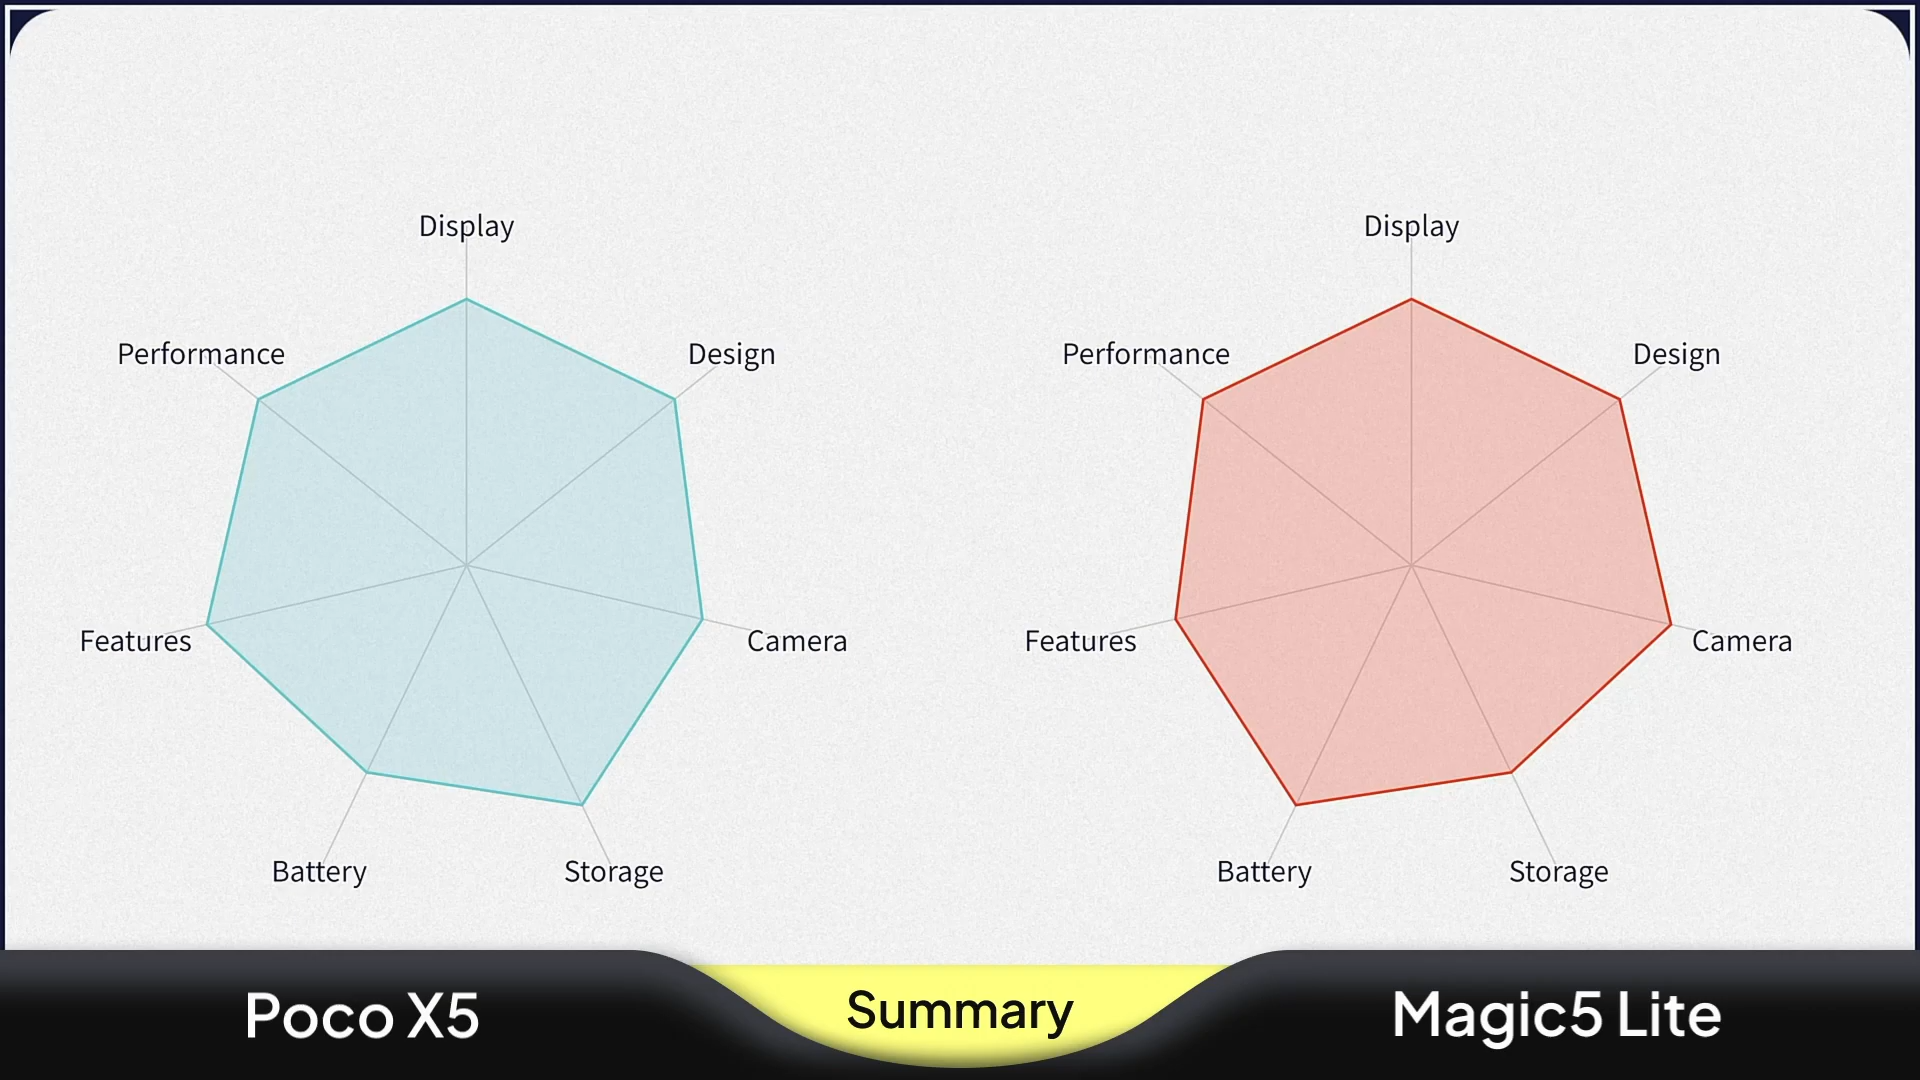 Display
Performance
Design
Features
Camera
Battery
Storage
Display
Performance
Design
Features
Camera
Battery
Storage
Poco X5
Summary
Magic5 Lite